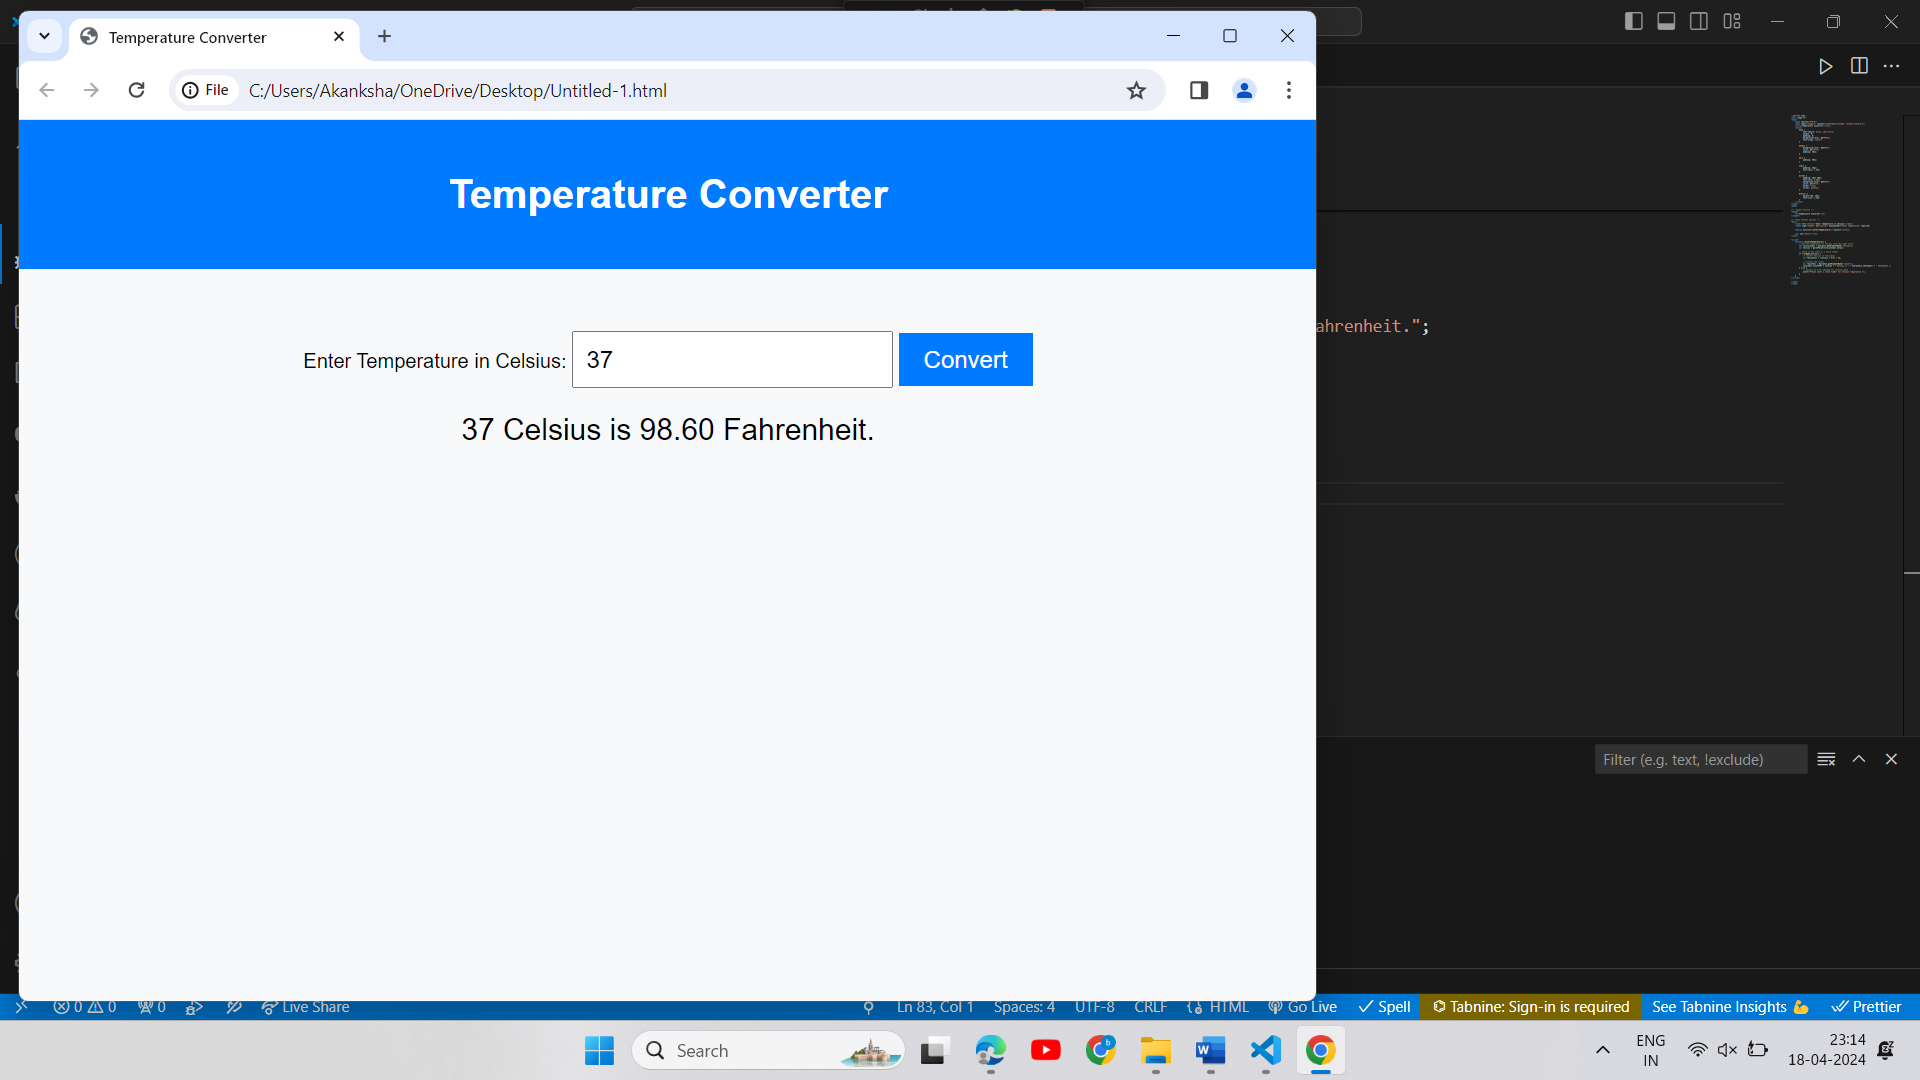 Temperature Converter
File C:/Users/Akanksha/OneDrive/Desktop/Untitled-1.html
Temperature Converter
Enter Temperature in Celsius: 37 Convert
37 Celsius is 98.60 Fahrenheit.
ahrenheit.";
Filter (e.g. text, !exclude)
0 0 0 Live Share Ln 83, Col 1 Spaces: 4 UTF-8 CRLF HTML Go Live Spell Tabnine: Sign-in is required See Tabnine Insights 💪 Prettier
Search
ENG
IN
23:14
18-04-2024